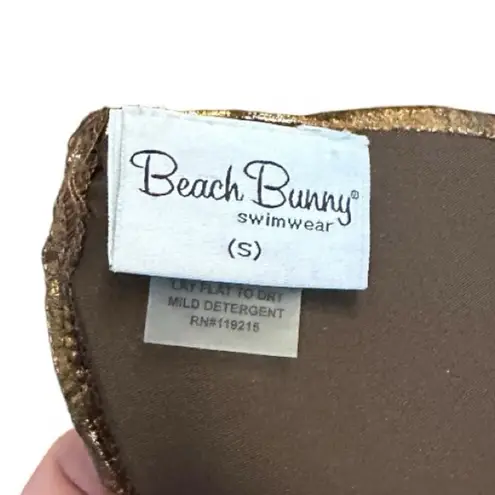 Beach Bunny®
swimwear
(S)
LAY FLAT TO DRY
MILD DETERGENT
RN#119215